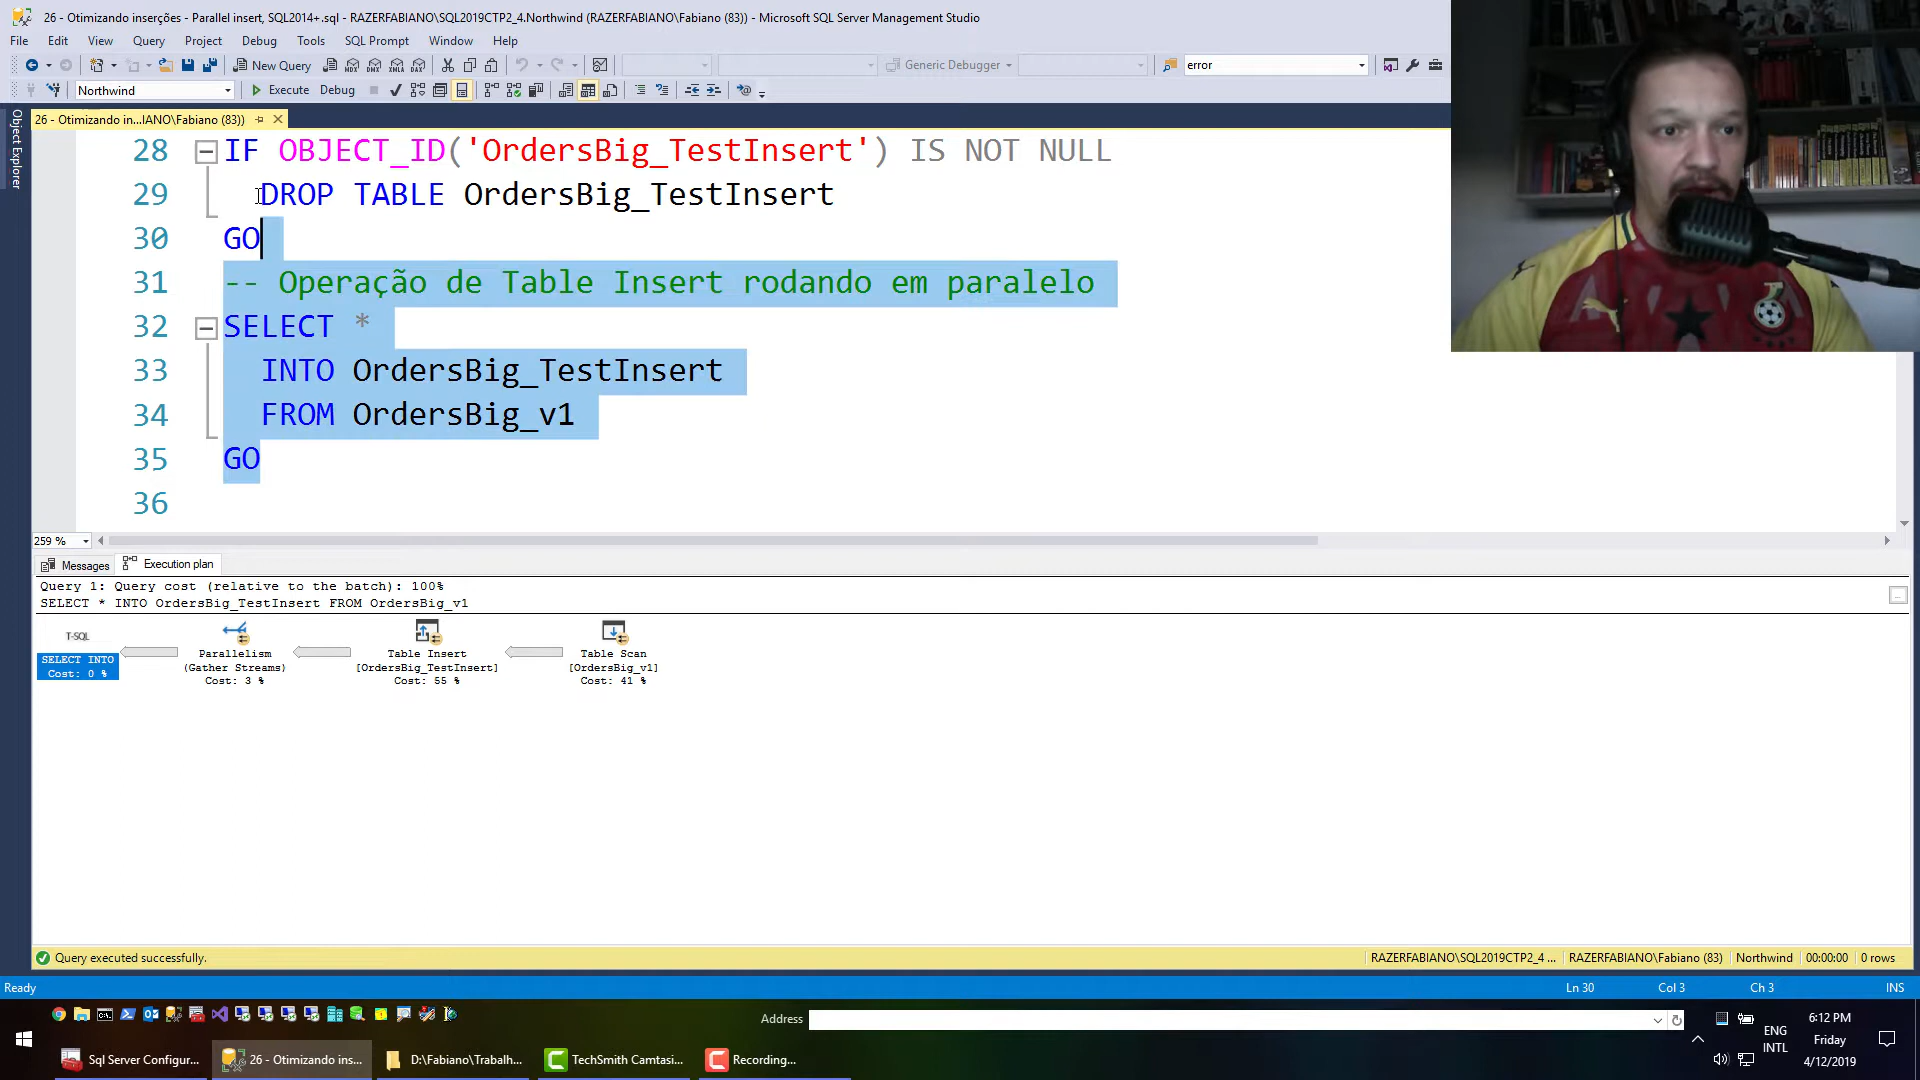 26 - Otimizando inserções - Parallel insert, SQL2014+.sql - RAZERFABIANO\SQL2019CTP2_4.Northwind (RAZERFABIANO\Fabiano (83)) - Microsoft SQL Server Management Studio
File Edit View Query Project Debug Tools SQL Prompt Window Help
New Query Generic Debugger error
Northwind Execute Debug
26 - Otimizando in...IANO\Fabiano (83))
Object Explorer
28 IF OBJECT_ID('OrdersBig_TestInsert') IS NOT NULL
29 DROP TABLE OrdersBig_TestInsert
30 GO
31 -- Operação de Table Insert rodando em paralelo
32 SELECT *
33 INTO OrdersBig_TestInsert
34 FROM OrdersBig_v1
35 GO
36
259 %
Messages Execution plan
Query 1: Query cost (relative to the batch): 100%
SELECT * INTO OrdersBig_TestInsert FROM OrdersBig_v1
T-SQL
SELECT INTO
Cost: 0 %
Parallelism
(Gather Streams)
Cost: 3 %
Table Insert
[OrdersBig_TestInsert]
Cost: 55 %
Table Scan
[OrdersBig_v1]
Cost: 41 %
Query executed successfully. RAZERFABIANO\SQL2019CTP2_4 ... RAZERFABIANO\Fabiano (83) Northwind 00:00:00 0 rows
Ready Ln 30 Col 3 Ch 3 INS
Address
Sql Server Configur... 26 - Otimizando ins... D:\Fabiano\Trabalh... TechSmith Camtasi... Recording...
ENG
INTL
6:12 PM
Friday
4/12/2019